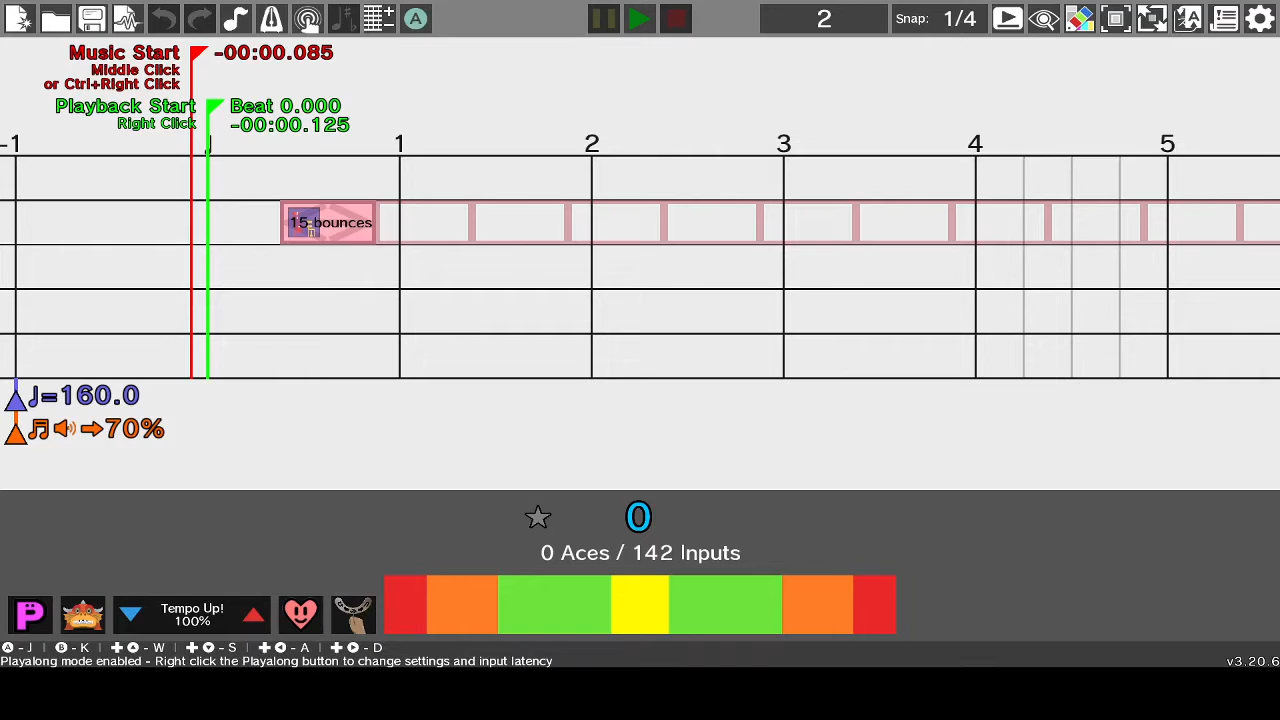 A
2
Snap: 1/4
A
Music Start
-00:00.085
Middle Click
or Ctrl+Right Click
Playback Start
Beat 0.000
Right Click
-00:00.125
-1
1
2
3
4
5
15 bounces
♩=160.0
70%
0
0 Aces / 142 Inputs
P
Tempo Up!
100%
A - J
B - K
- W
- S
- A
- D
Playalong mode enabled - Right click the Playalong button to change settings and input latency
v3.20.6